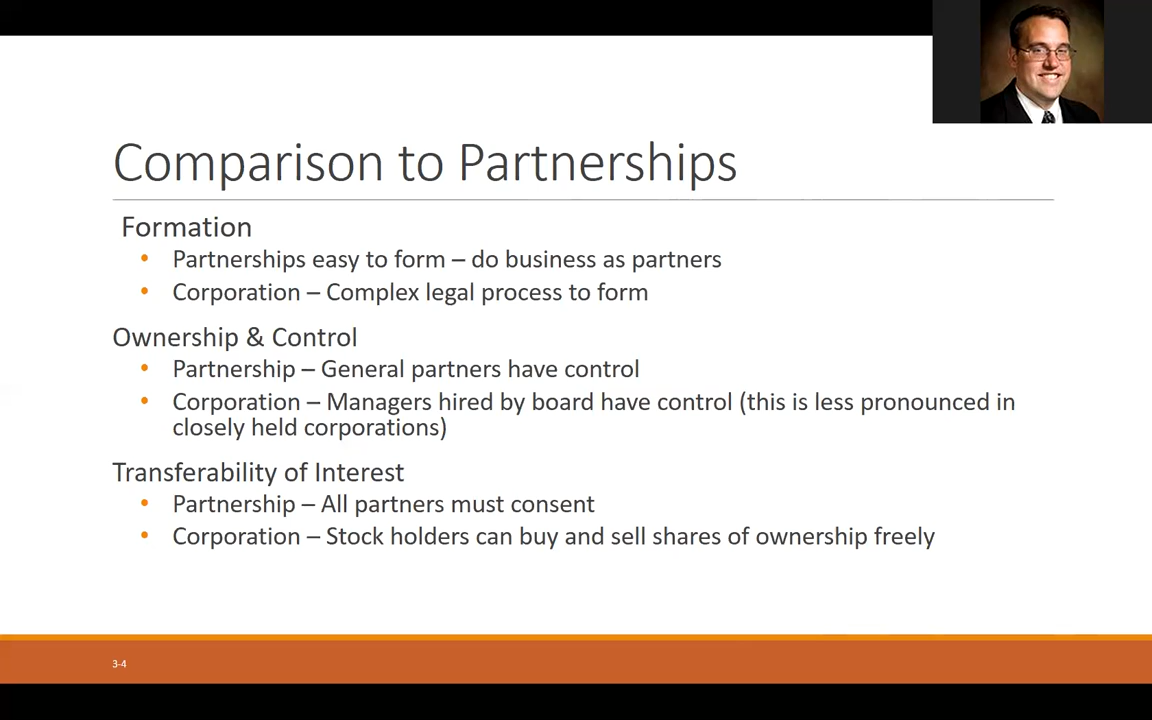 Comparison to Partnerships
Formation
• Partnerships easy to form – do business as partners
• Corporation – Complex legal process to form
Ownership & Control
• Partnership – General partners have control
• Corporation – Managers hired by board have control (this is less pronounced in
closely held corporations)
Transferability of Interest
• Partnership – All partners must consent
• Corporation – Stock holders can buy and sell shares of ownership freely
3-4